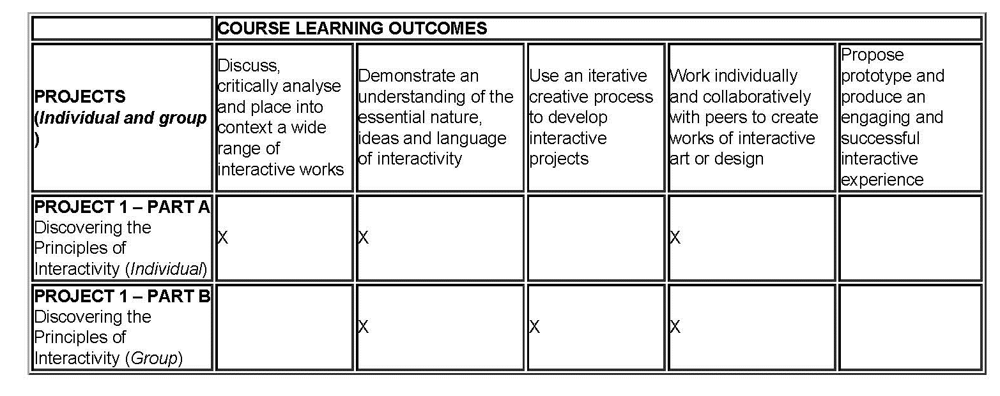 COURSE LEARNING OUTCOMES
PROJECTS
(Individual and group
)
Discuss,
critically analyse
and place into
context a wide
range of
interactive works
Demonstrate an
understanding of the
essential nature,
ideas and language
of interactivity
Use an iterative
creative process
to develop
interactive
projects
Work individually
and collaboratively
with peers to create
works of interactive
art or design
Propose
prototype and
produce an
engaging and
successful
interactive
experience
PROJECT 1 – PART A
Discovering the
Principles of
Interactivity (Individual)
X
X
X
PROJECT 1 – PART B
Discovering the
Principles of
Interactivity (Group)
X
X
X